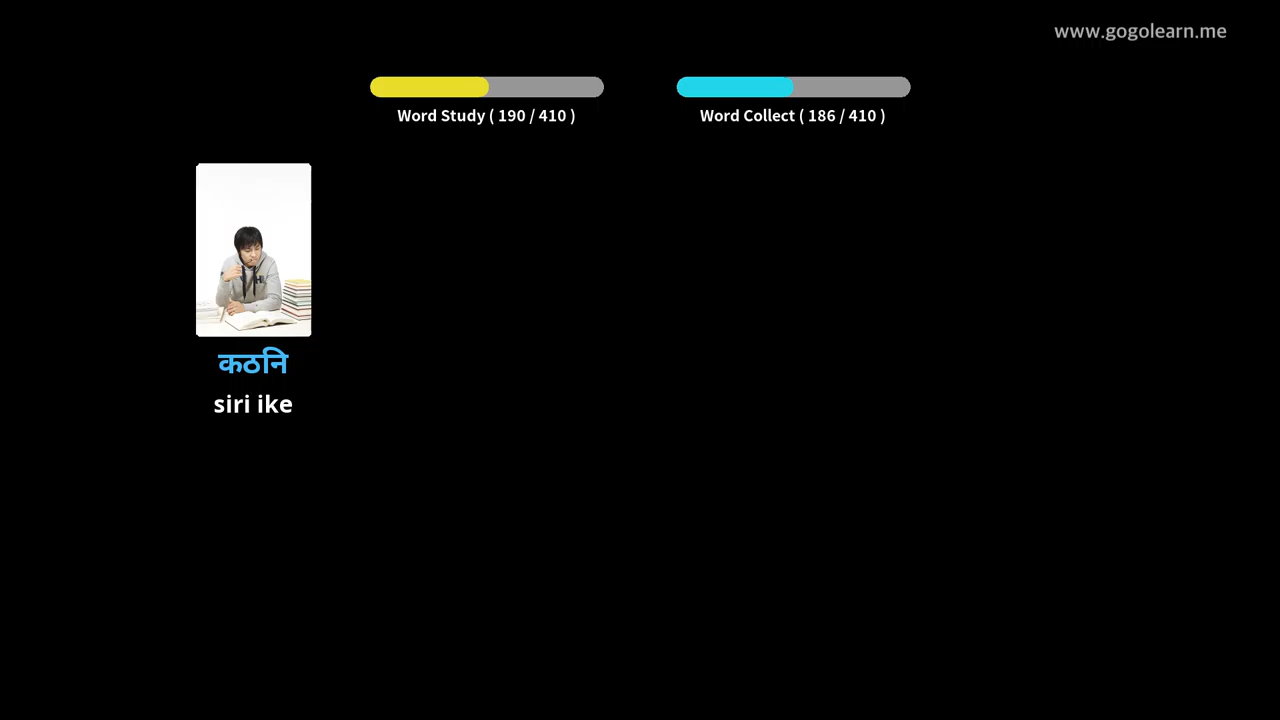 www.gogolearn.me
Word Study ( 190 / 410 )
Word Collect ( 186 / 410 )
कठनि
siri ike